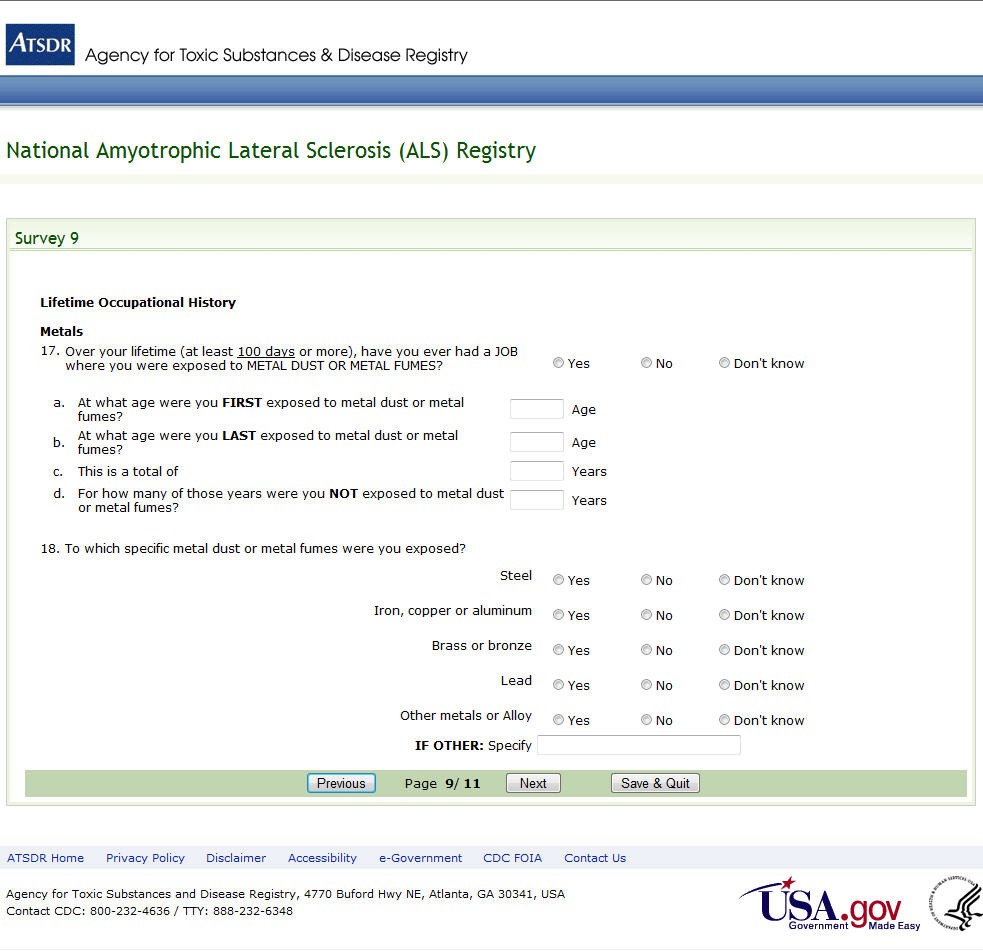 ATSDR
Agency for Toxic Substances & Disease Registry
National Amyotrophic Lateral Sclerosis (ALS) Registry
Survey 9
Lifetime Occupational History
Metals
17. Over your lifetime (at least 100 days or more), have you ever had a JOB
where you were exposed to METAL DUST OR METAL FUMES?
Yes No Don't know
a. At what age were you FIRST exposed to metal dust or metal
fumes?
Age
b. At what age were you LAST exposed to metal dust or metal
fumes?
Age
c. This is a total of Years
d. For how many of those years were you NOT exposed to metal dust
or metal fumes?
Years
18. To which specific metal dust or metal fumes were you exposed?
Steel Yes No Don't know
Iron, copper or aluminum Yes No Don't know
Brass or bronze Yes No Don't know
Lead Yes No Don't know
Other metals or Alloy Yes No Don't know
IF OTHER: Specify
Previous Page 9/ 11 Next Save & Quit
ATSDR Home Privacy Policy Disclaimer Accessibility e-Government CDC FOIA Contact Us
Agency for Toxic Substances and Disease Registry, 4770 Buford Hwy NE, Atlanta, GA 30341, USA
Contact CDC: 800-232-4636 / TTY: 888-232-6348
USA.gov
Government Made Easy